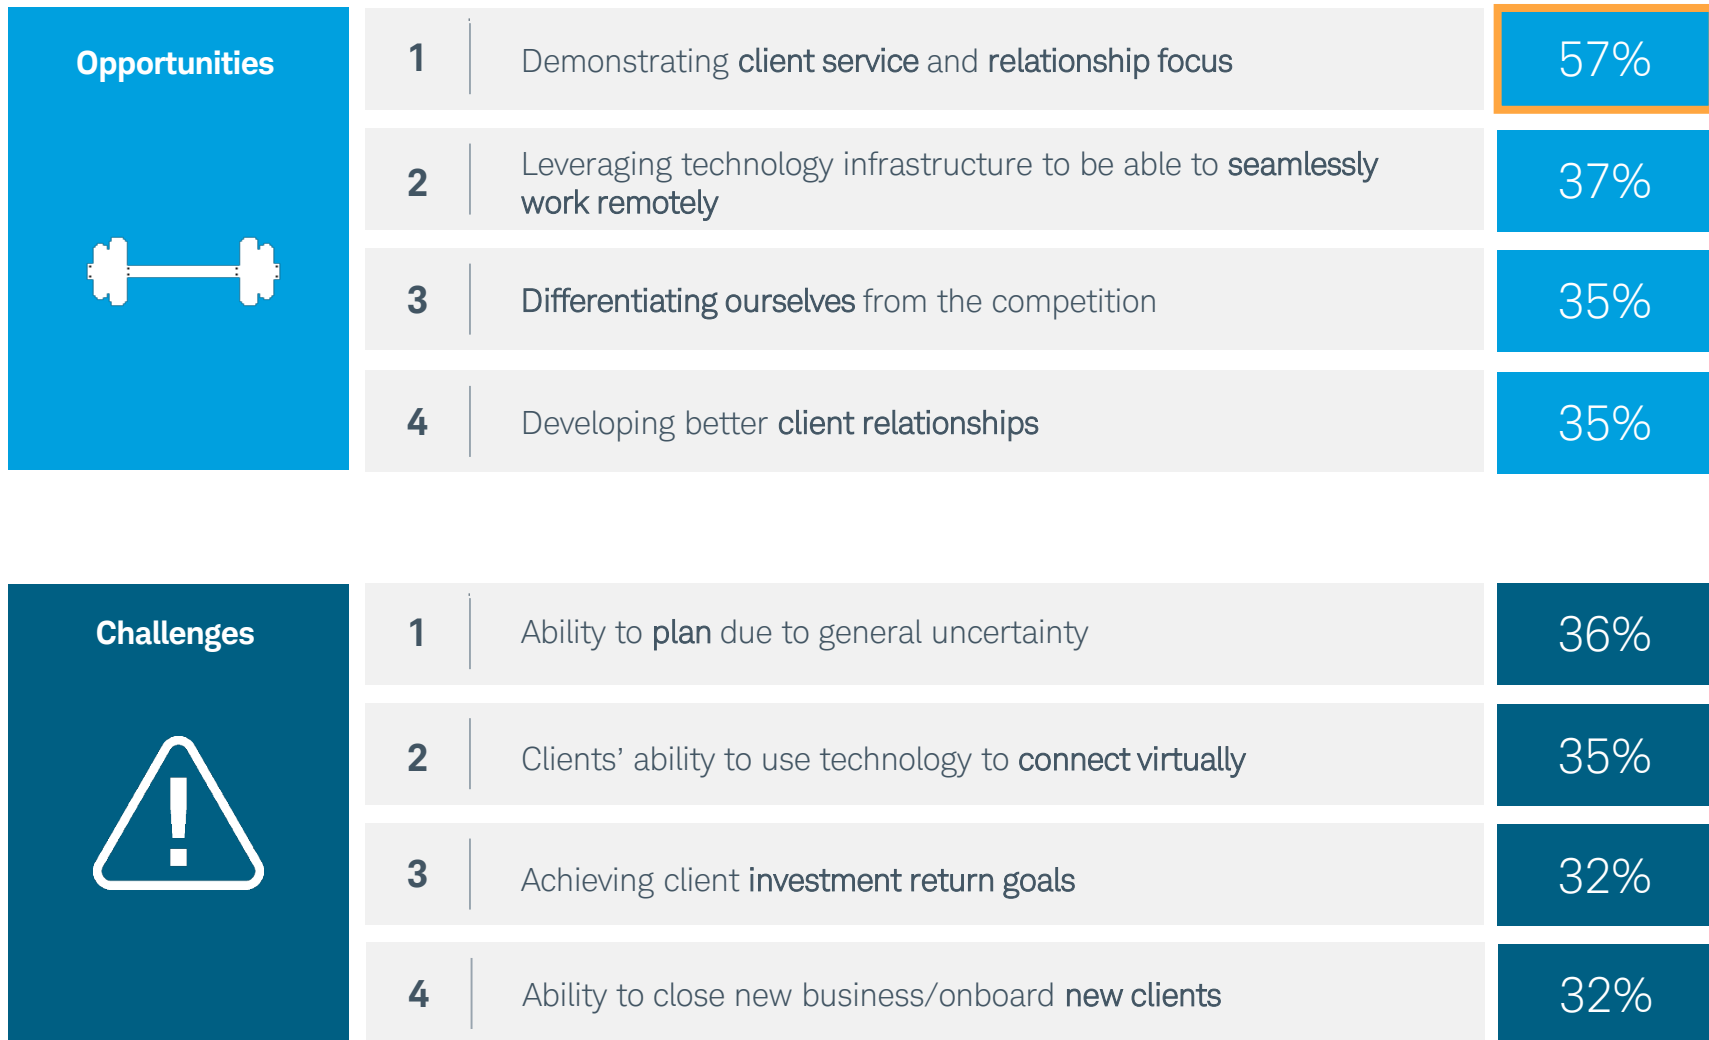 Opportunities
1
Demonstrating client service and relationship focus
57%
2
Leveraging technology infrastructure to be able to seamlessly
work remotely
37%
3
Differentiating ourselves from the competition
35%
4
Developing better client relationships
35%
Challenges
1
Ability to plan due to general uncertainty
36%
2
Clients’ ability to use technology to connect virtually
35%
3
Achieving client investment return goals
32%
4
Ability to close new business/onboard new clients
32%